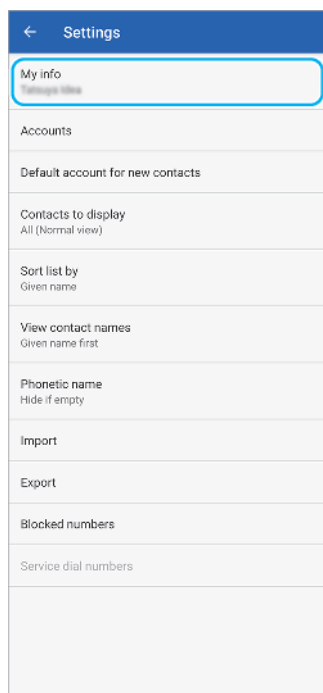 Settings
My info
Accounts
Default account for new contacts
Contacts to display
All (Normal view)
Sort list by
Given name
View contact names
Given name first
Phonetic name
Hide if empty
Import
Export
Blocked numbers
Service dial numbers